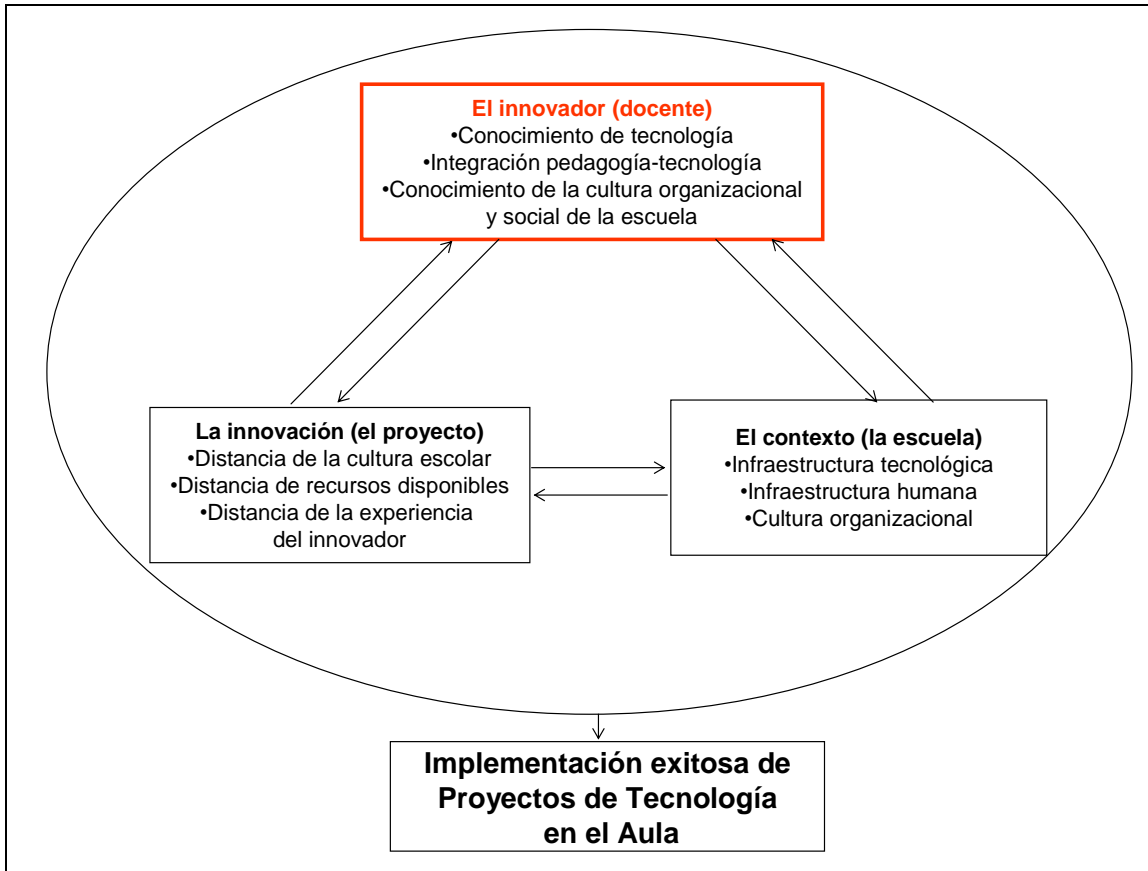 El innovador (docente)
•Conocimiento de tecnología
•Integración pedagogía-tecnología
•Conocimiento de la cultura organizacional
y social de la escuela
La innovación (el proyecto)
•Distancia de la cultura escolar
•Distancia de recursos disponibles
•Distancia de la experiencia
del innovador
El contexto (la escuela)
•Infraestructura tecnológica
•Infraestructura humana
•Cultura organizacional
Implementación exitosa de
Proyectos de Tecnología
en el Aula